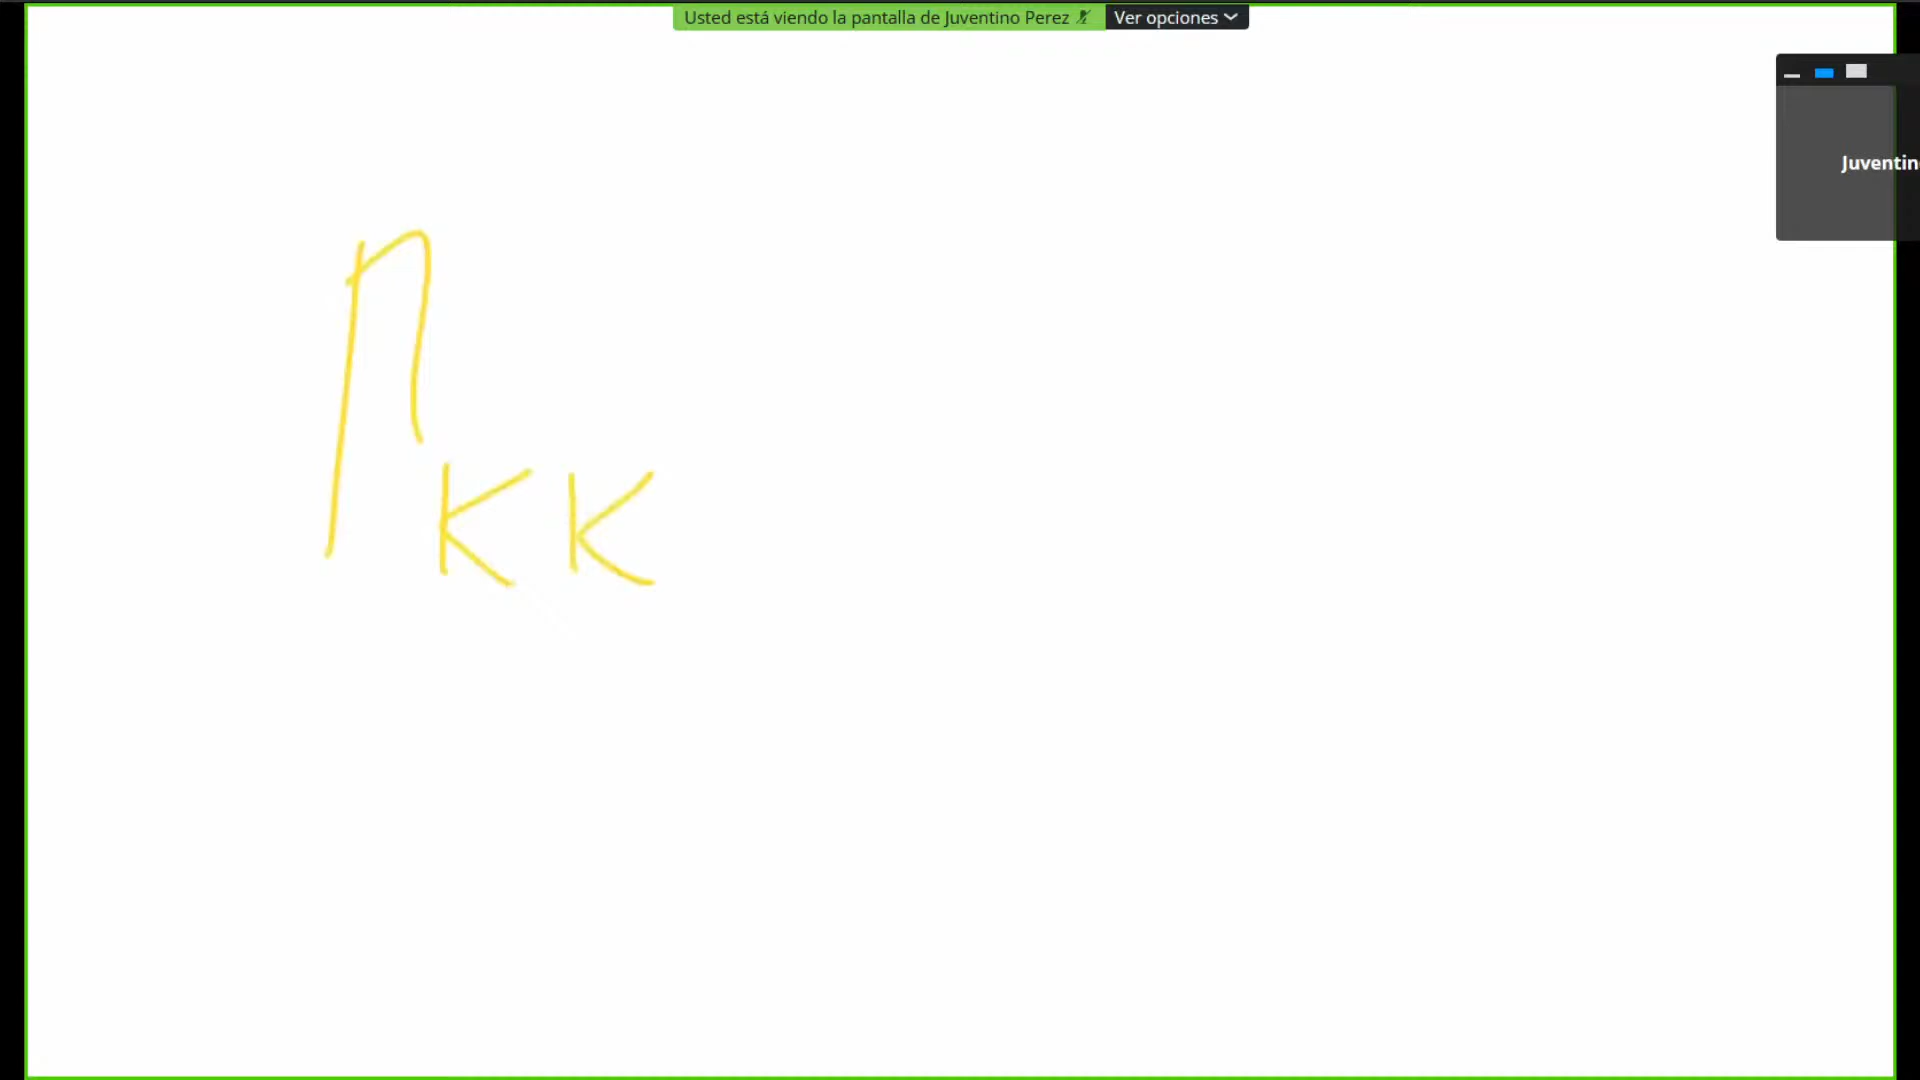 Usted está viendo la pantalla de Juventino Perez
Ver opciones
Juventin
n
KK